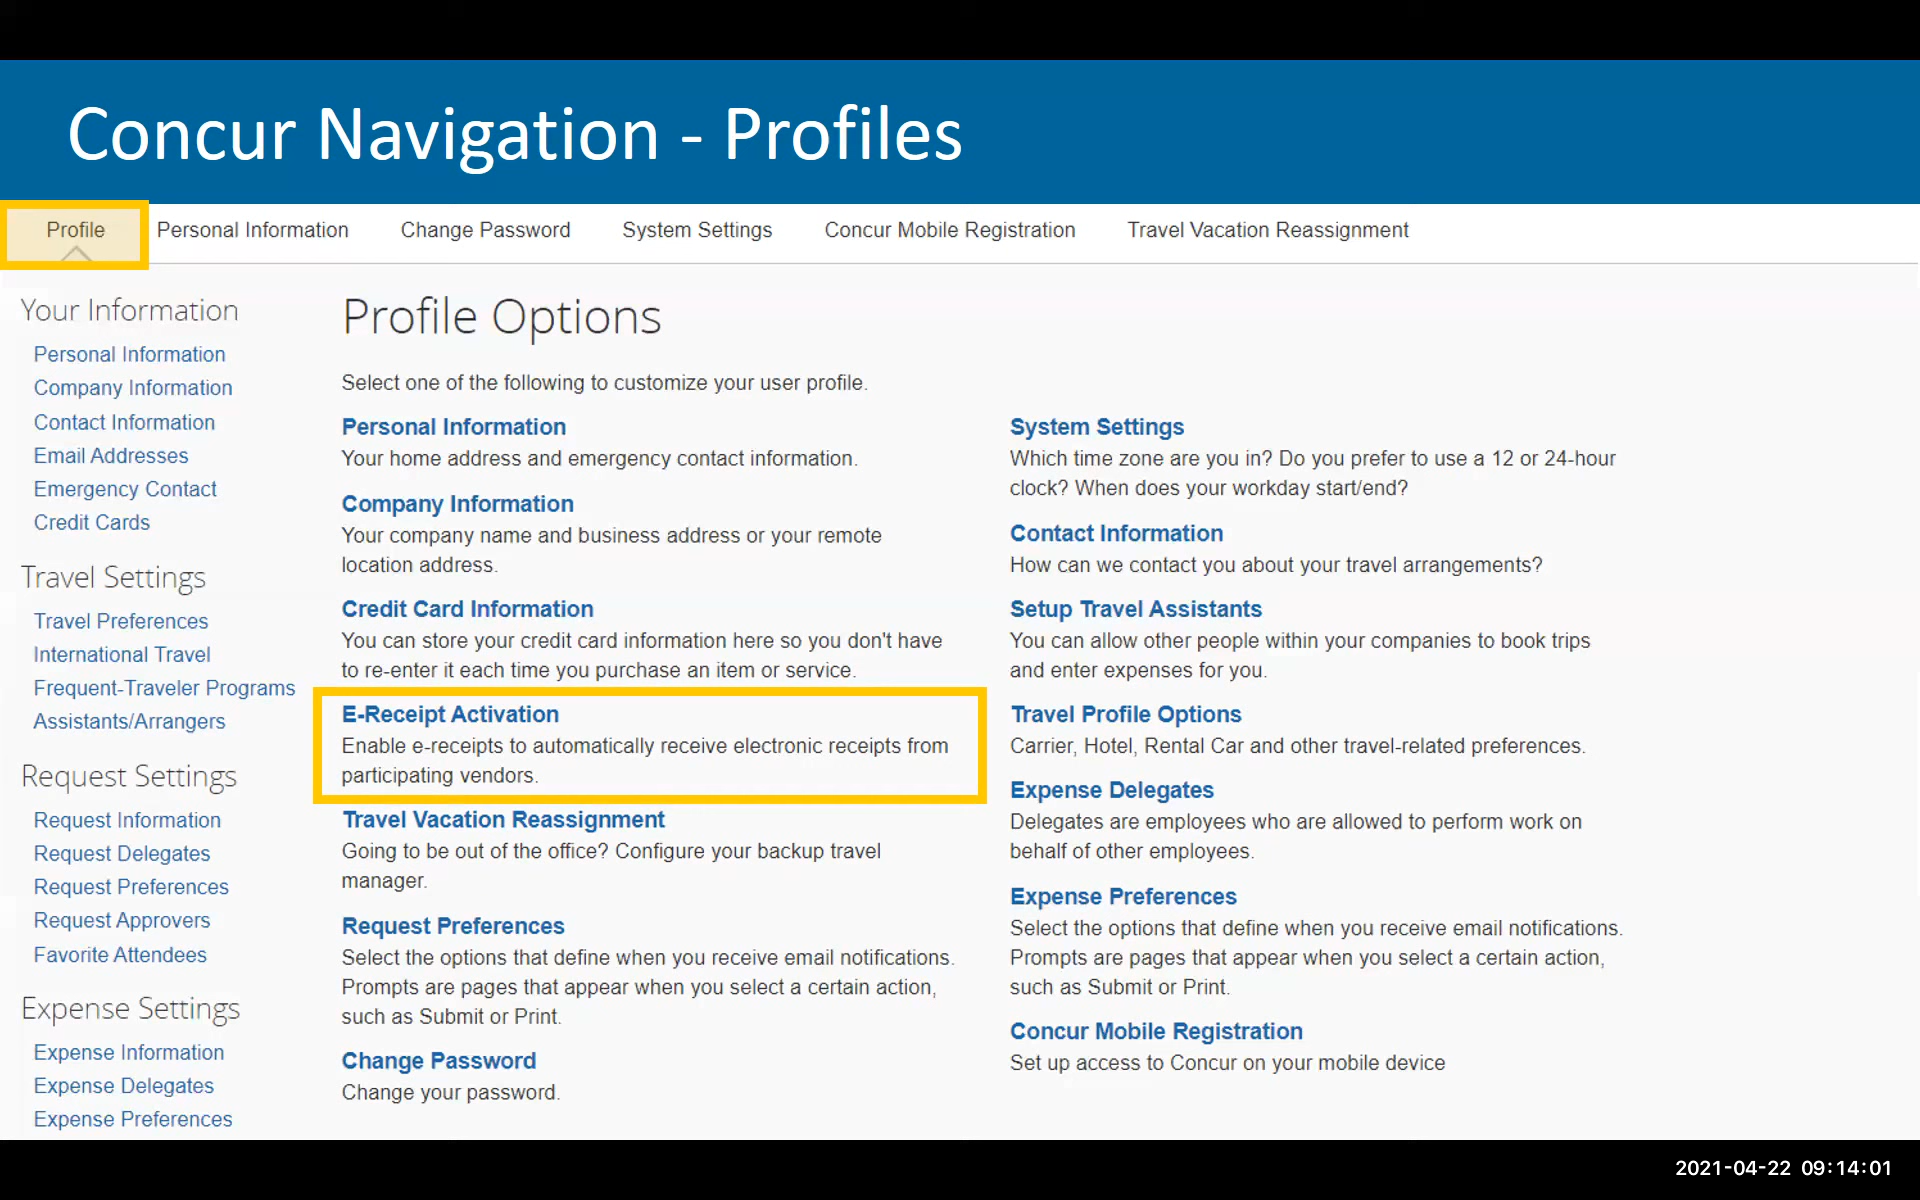 Concur Navigation - Profiles
Profile
Personal Information
Change Password
System Settings
Concur Mobile Registration
Travel Vacation Reassignment
Your Information
Personal Information
Company Information
Contact Information
Email Addresses
Emergency Contact
Credit Cards
Travel Settings
Travel Preferences
International Travel
Frequent-Traveler Programs
Assistants/Arrangers
Request Settings
Request Information
Request Delegates
Request Preferences
Request Approvers
Favorite Attendees
Expense Settings
Expense Information
Expense Delegates
Expense Preferences
Profile Options
Select one of the following to customize your user profile.
Personal Information
Your home address and emergency contact information.
Company Information
Your company name and business address or your remote
location address.
Credit Card Information
You can store your credit card information here so you don't have
to re-enter it each time you purchase an item or service.
E-Receipt Activation
Enable e-receipts to automatically receive electronic receipts from
participating vendors.
Travel Vacation Reassignment
Going to be out of the office? Configure your backup travel
manager.
Request Preferences
Select the options that define when you receive email notifications.
Prompts are pages that appear when you select a certain action,
such as Submit or Print.
Change Password
Change your password.
System Settings
Which time zone are you in? Do you prefer to use a 12 or 24-hour
clock? When does your workday start/end?
Contact Information
How can we contact you about your travel arrangements?
Setup Travel Assistants
You can allow other people within your companies to book trips
and enter expenses for you.
Travel Profile Options
Carrier, Hotel, Rental Car and other travel-related preferences.
Expense Delegates
Delegates are employees who are allowed to perform work on
behalf of other employees.
Expense Preferences
Select the options that define when you receive email notifications.
Prompts are pages that appear when you select a certain action,
such as Submit or Print.
Concur Mobile Registration
Set up access to Concur on your mobile device
2021-04-22 09:14:01